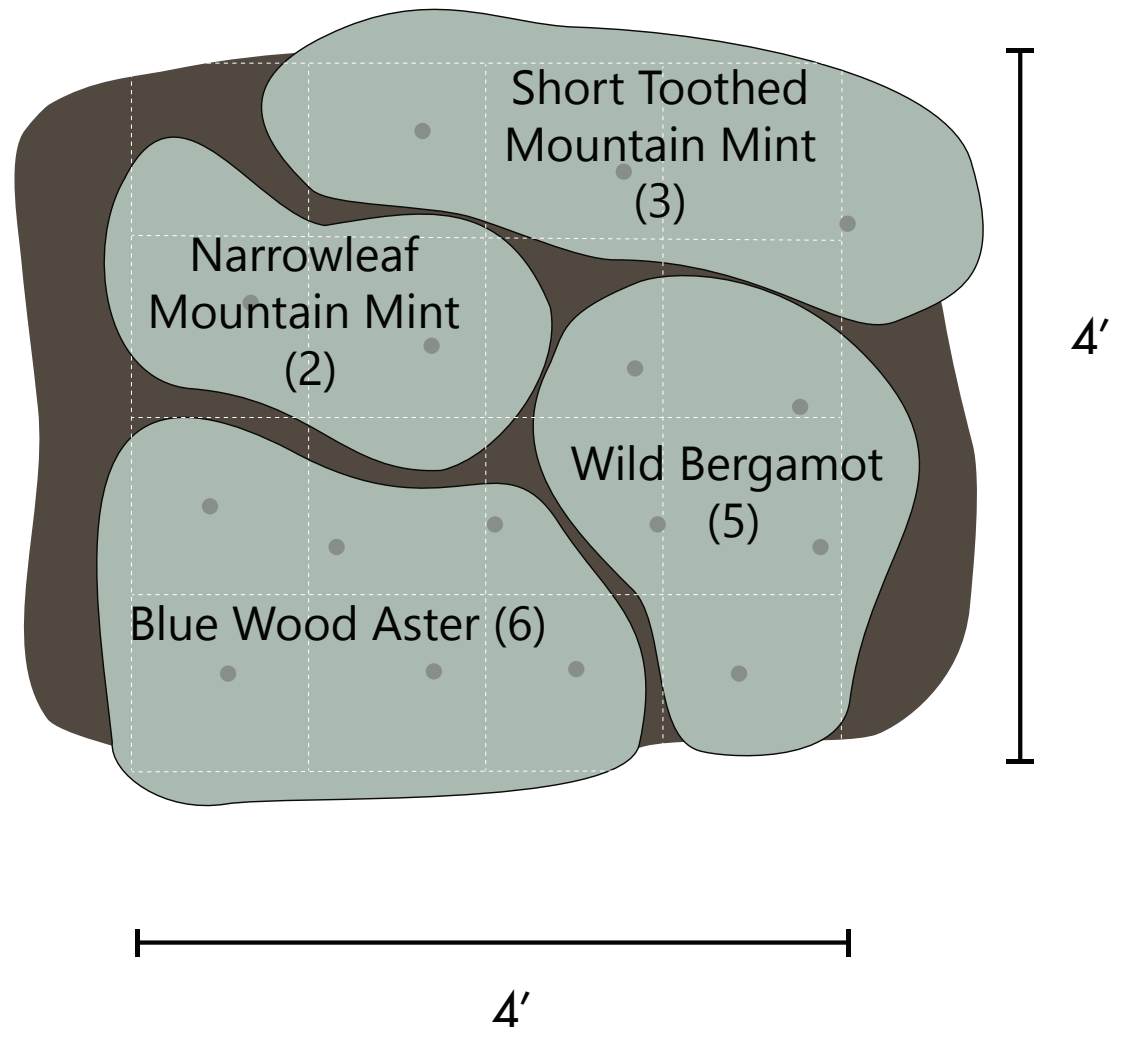 Short Toothed
Mountain Mint
(3)
Narrowleaf
Mountain Mint
(2)
Wild Bergamot
(5)
Blue Wood Aster (6)
4′
4′